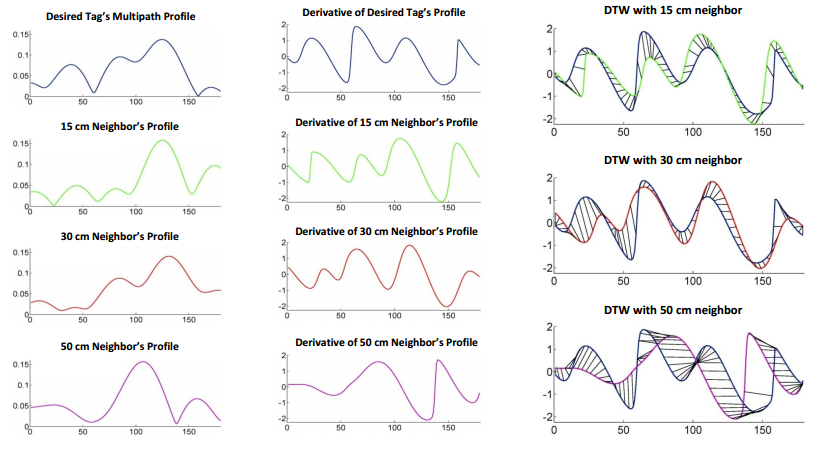 Desired Tag's Multipath Profile
0.15
0.1
0.05
0
0 50 100 150
15 cm Neighbor's Profile
0.15
0.1
0.05
0
0 50 100 150
30 cm Neighbor's Profile
0.15
0.1
0.05
0
0 50 100 150
50 cm Neighbor's Profile
0.15
0.1
0.05
0
0 50 100 150
Derivative of Desired Tag's Profile
2
1
0
-1
-2
0 50 100 150
Derivative of 15 cm Neighbor's Profile
2
1
0
-1
-2
0 50 100 150
Derivative of 30 cm Neighbor's Profile
2
1
0
-1
-2
0 50 100 150
Derivative of 50 cm Neighbor's Profile
2
1
0
-1
-2
0 50 100 150
DTW with 15 cm neighbor
2
1
0
-1
-2
50 100 150
DTW with 30 cm neighbor
2
1
0
-1
-2
0 50 100 150
DTW with 50 cm neighbor
2
1
0
-1
-2
0 50 100 150